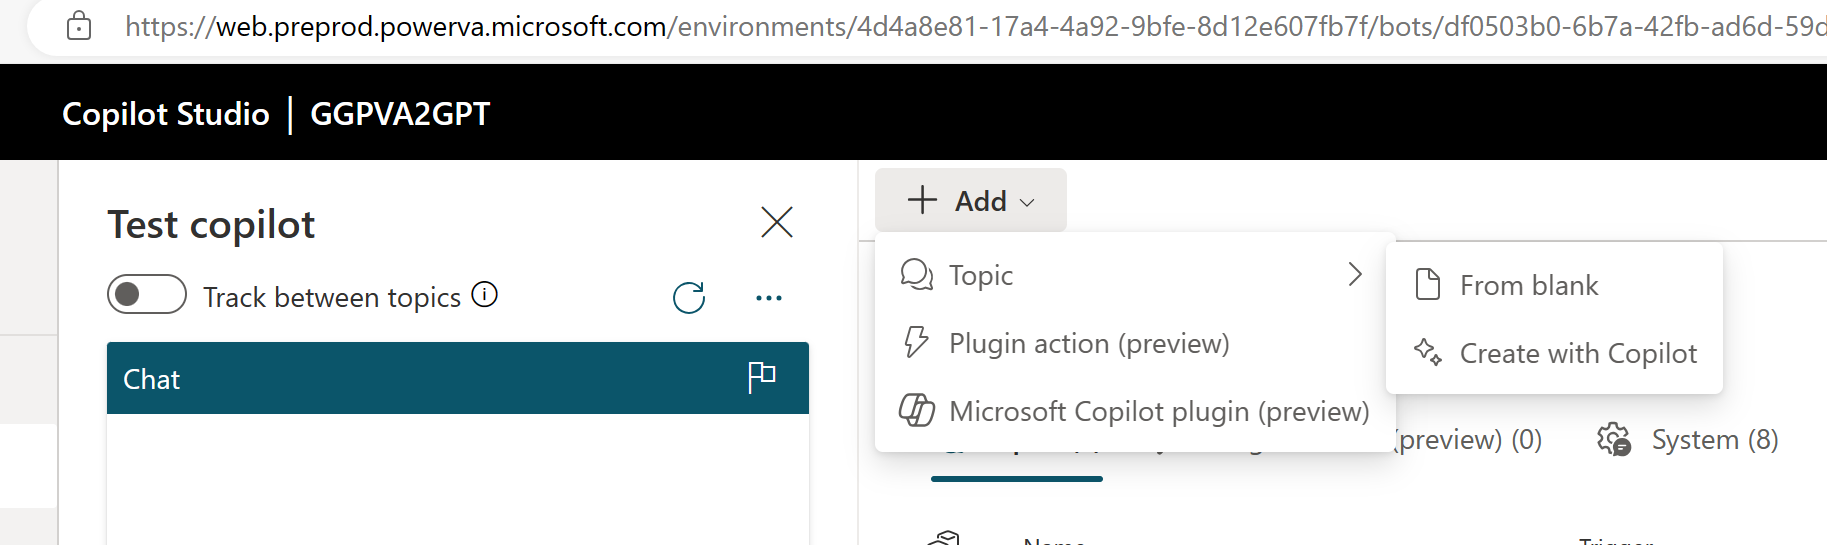 https://web.preprod.powerva.microsoft.com/environments/4d4a8e81-17a4-4a92-9bfe-8d12e607fb7f/bots/df0503b0-6b7a-42fb-ad6d-59d
Copilot Studio | GGPVA2GPT
Test copilot
Track between topics
Chat
Add
Topic
Plugin action (preview)
Microsoft Copilot plugin (preview)
From blank
Create with Copilot
(preview) (0)
System (8)
Name
Trigger